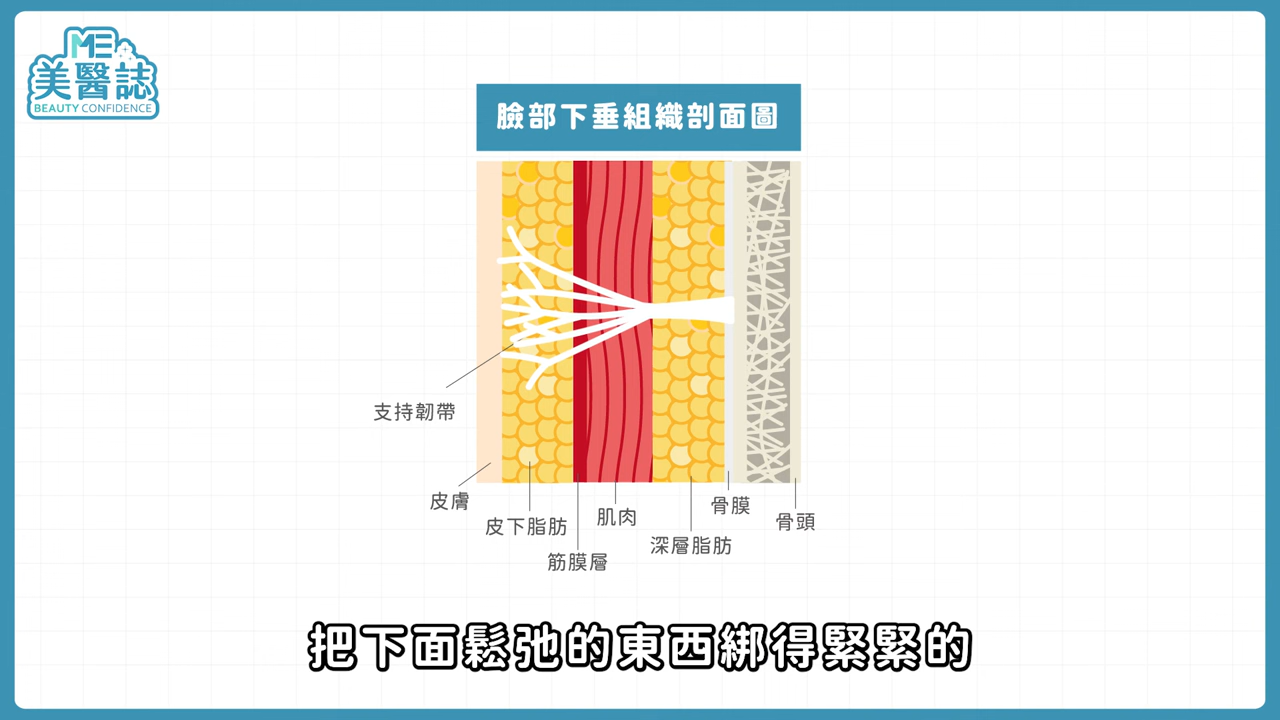 ME
美醫誌
BEAUTY CONFIDENCE
臉部下垂組織剖面圖
支持韌帶
皮膚
皮下脂肪
筋膜層
肌肉
深層脂肪
骨膜
骨頭
把下面鬆弛的東西綁得緊緊的